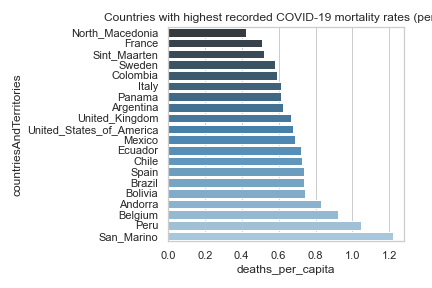 Countries with highest recorded COVID-19 mortality rates (per
North_Macedonia
France
Sint_Maarten
Sweden
Colombia
Italy
Panama
Argentina
United_Kingdom
United_States_of_America
Mexico
Ecuador
Chile
Spain
Brazil
Bolivia
Andorra
Belgium
Peru
San_Marino
countriesAndTerritories
0.0 0.2 0.4 0.6 0.8 1.0 1.2
deaths_per_capita